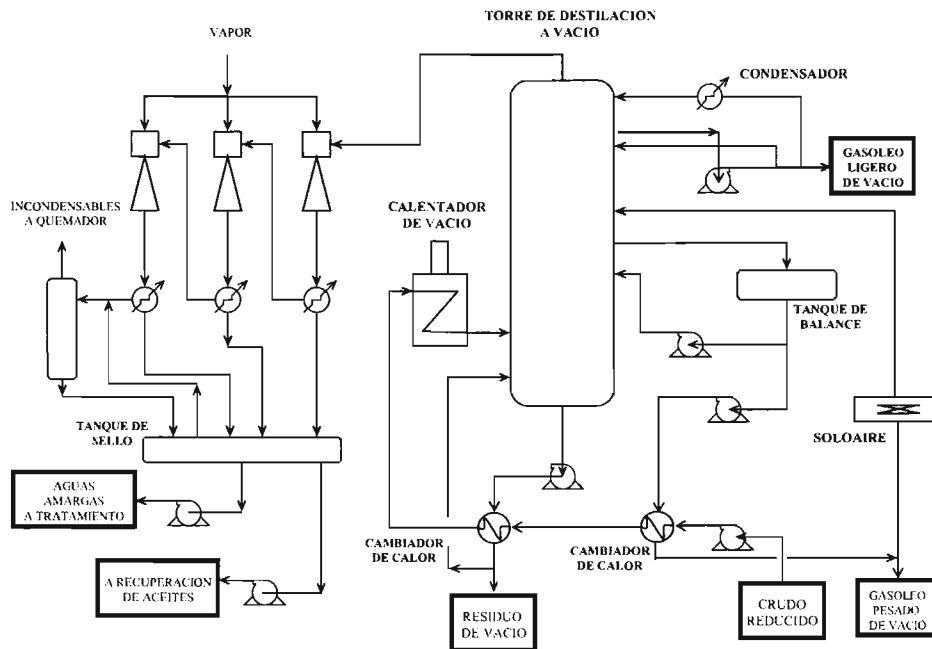 TORRE DE DESTILACION
A VACIO
VAPOR
CONDENSADOR
GASOLEO
LIGERO
DE VACIO
INCONDENSABLES
A QUEMADOR
CALENTADOR
DE VACIO
TANQUE DE
BALANCE
SOLOAIRE
TANQUE DE
SELLO
AGUAS
AMARGAS
A TRATAMIENTO
CAMBIADOR
DE CALOR
CAMBIADOR
DE CALOR
A RECUPERACION
DE ACEITES
RESIDUO
DE VACIO
CRUDO
REDUCIDO
GASOLEO
PESADO
DE VACIO